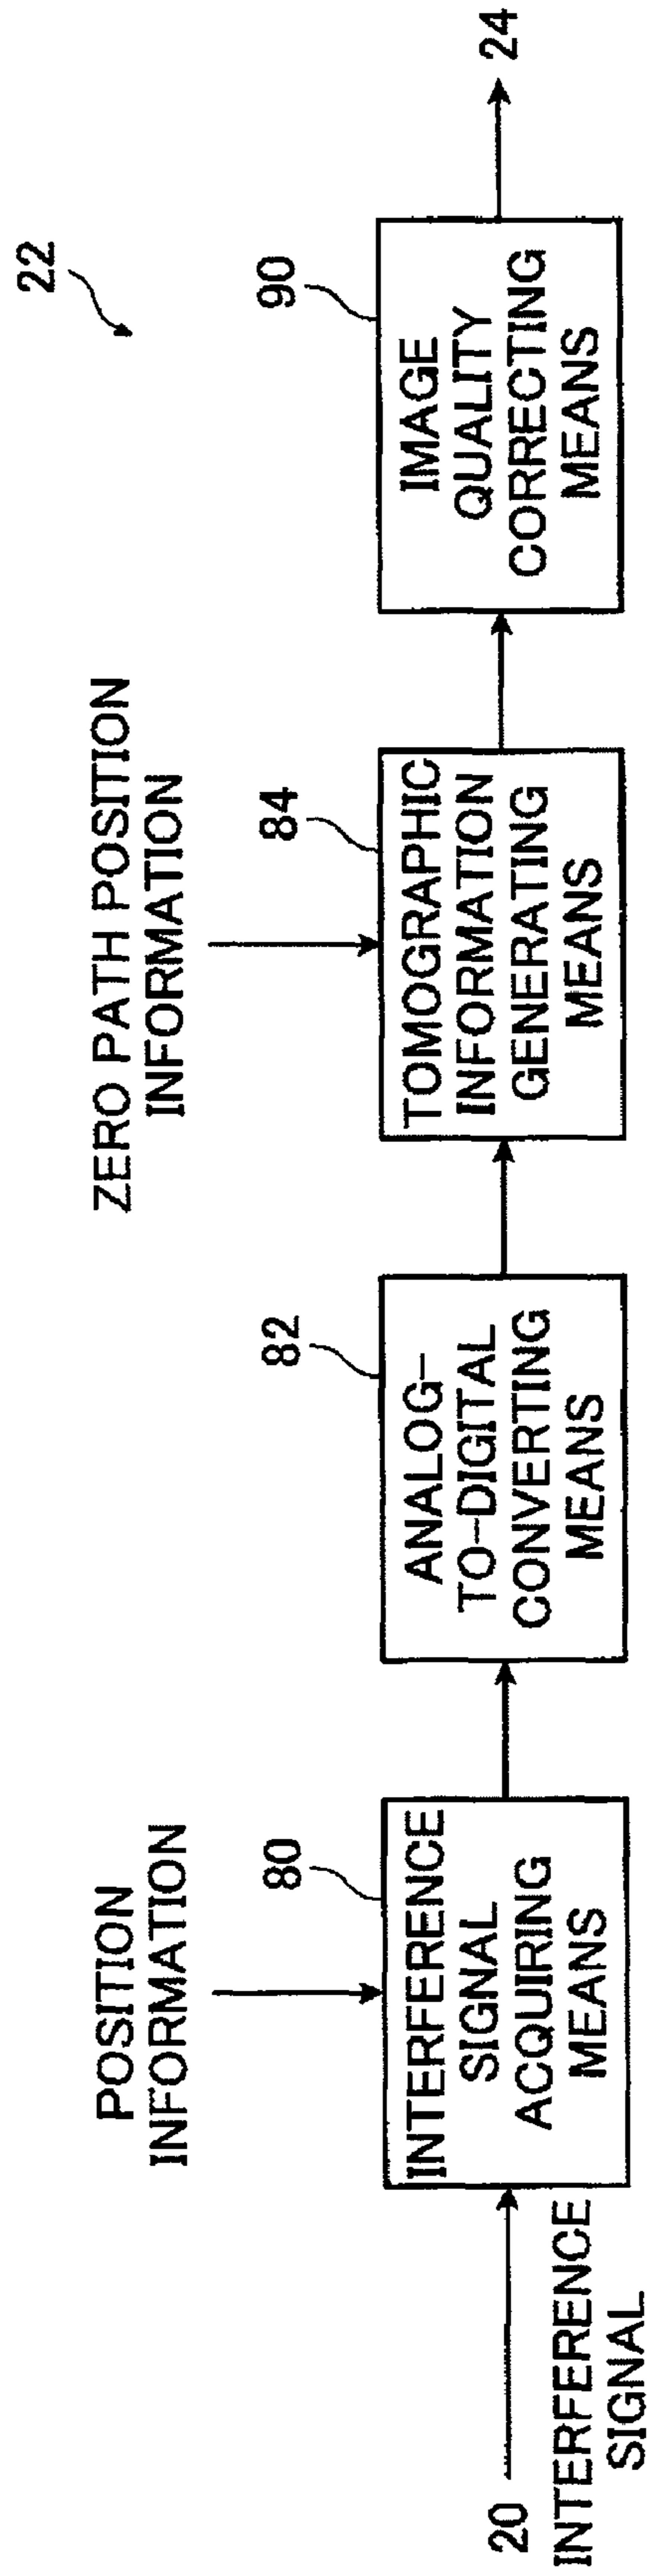 22
POSITION
INFORMATION
ZERO PATH POSITION
INFORMATION
80
82
84
90
20
INTERFERENCE
SIGNAL
INTERFERENCE
SIGNAL
ACQUIRING
MEANS
ANALOG-
TO-DIGITAL
CONVERTING
MEANS
TOMOGRAPHIC
INFORMATION
GENERATING
MEANS
IMAGE
QUALITY
CORRECTING
MEANS
24